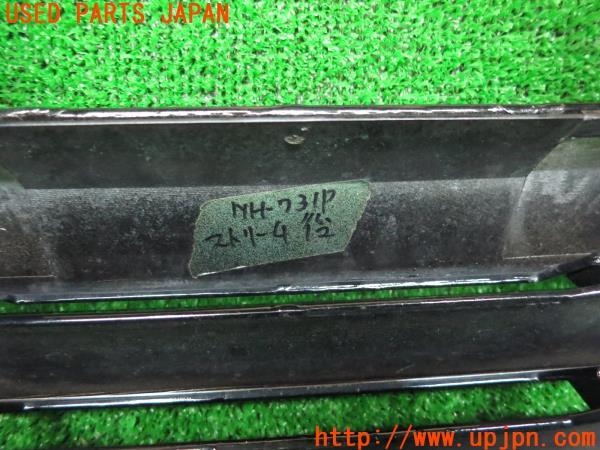 USED PARTS JAPAN
NH-731P
ストリーム
http://www.upjpn.com